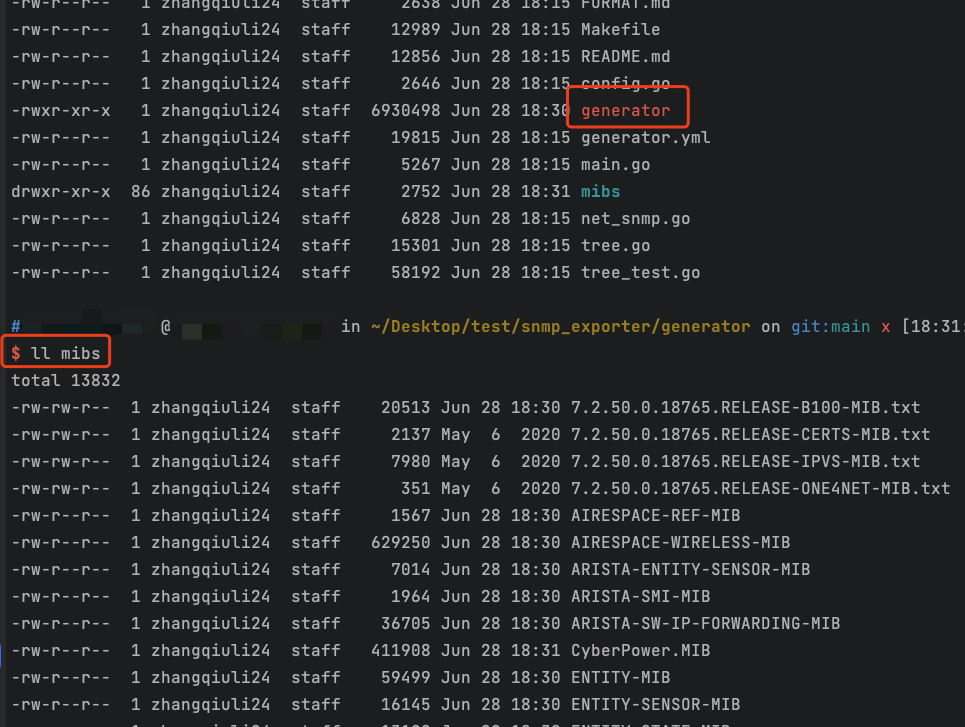 -rw-r--r--   1 zhangqiuli24  staff     2638 Jun 28 18:15 FORMAT.md
-rw-r--r--   1 zhangqiuli24  staff    12989 Jun 28 18:15 Makefile
-rw-r--r--   1 zhangqiuli24  staff    12856 Jun 28 18:15 README.md
-rw-r--r--   1 zhangqiuli24  staff     2646 Jun 28 18:15 config.go
-rwxr-xr-x   1 zhangqiuli24  staff  6930498 Jun 28 18:30 generator
-rw-r--r--   1 zhangqiuli24  staff    19815 Jun 28 18:15 generator.yml
-rw-r--r--   1 zhangqiuli24  staff     5267 Jun 28 18:15 main.go
drwxr-xr-x  86 zhangqiuli24  staff     2752 Jun 28 18:31 mibs
-rw-r--r--   1 zhangqiuli24  staff     6828 Jun 28 18:15 net_snmp.go
-rw-r--r--   1 zhangqiuli24  staff    15301 Jun 28 18:15 tree.go
-rw-r--r--   1 zhangqiuli24  staff    58192 Jun 28 18:15 tree_test.go
# @ in ~/Desktop/test/snmp_exporter/generator on git:main x [18:31:
$ ll mibs
total 13832
-rw-rw-r--  1 zhangqiuli24  staff    20513 Jun 28 18:30 7.2.50.0.18765.RELEASE-B100-MIB.txt
-rw-rw-r--  1 zhangqiuli24  staff     2137 May  6  2020 7.2.50.0.18765.RELEASE-CERTS-MIB.txt
-rw-rw-r--  1 zhangqiuli24  staff     7980 May  6  2020 7.2.50.0.18765.RELEASE-IPVS-MIB.txt
-rw-rw-r--  1 zhangqiuli24  staff      351 May  6  2020 7.2.50.0.18765.RELEASE-ONE4NET-MIB.txt
-rw-r--r--  1 zhangqiuli24  staff     1567 Jun 28 18:30 AIRESPACE-REF-MIB
-rw-r--r--  1 zhangqiuli24  staff   629250 Jun 28 18:30 AIRESPACE-WIRELESS-MIB
-rw-r--r--  1 zhangqiuli24  staff     7014 Jun 28 18:30 ARISTA-ENTITY-SENSOR-MIB
-rw-r--r--  1 zhangqiuli24  staff     1964 Jun 28 18:30 ARISTA-SMI-MIB
-rw-r--r--  1 zhangqiuli24  staff    36705 Jun 28 18:30 ARISTA-SW-IP-FORWARDING-MIB
-rw-r--r--  1 zhangqiuli24  staff   411908 Jun 28 18:31 CyberPower.MIB
-rw-r--r--  1 zhangqiuli24  staff    59499 Jun 28 18:30 ENTITY-MIB
-rw-r--r--  1 zhangqiuli24  staff    16145 Jun 28 18:30 ENTITY-SENSOR-MIB